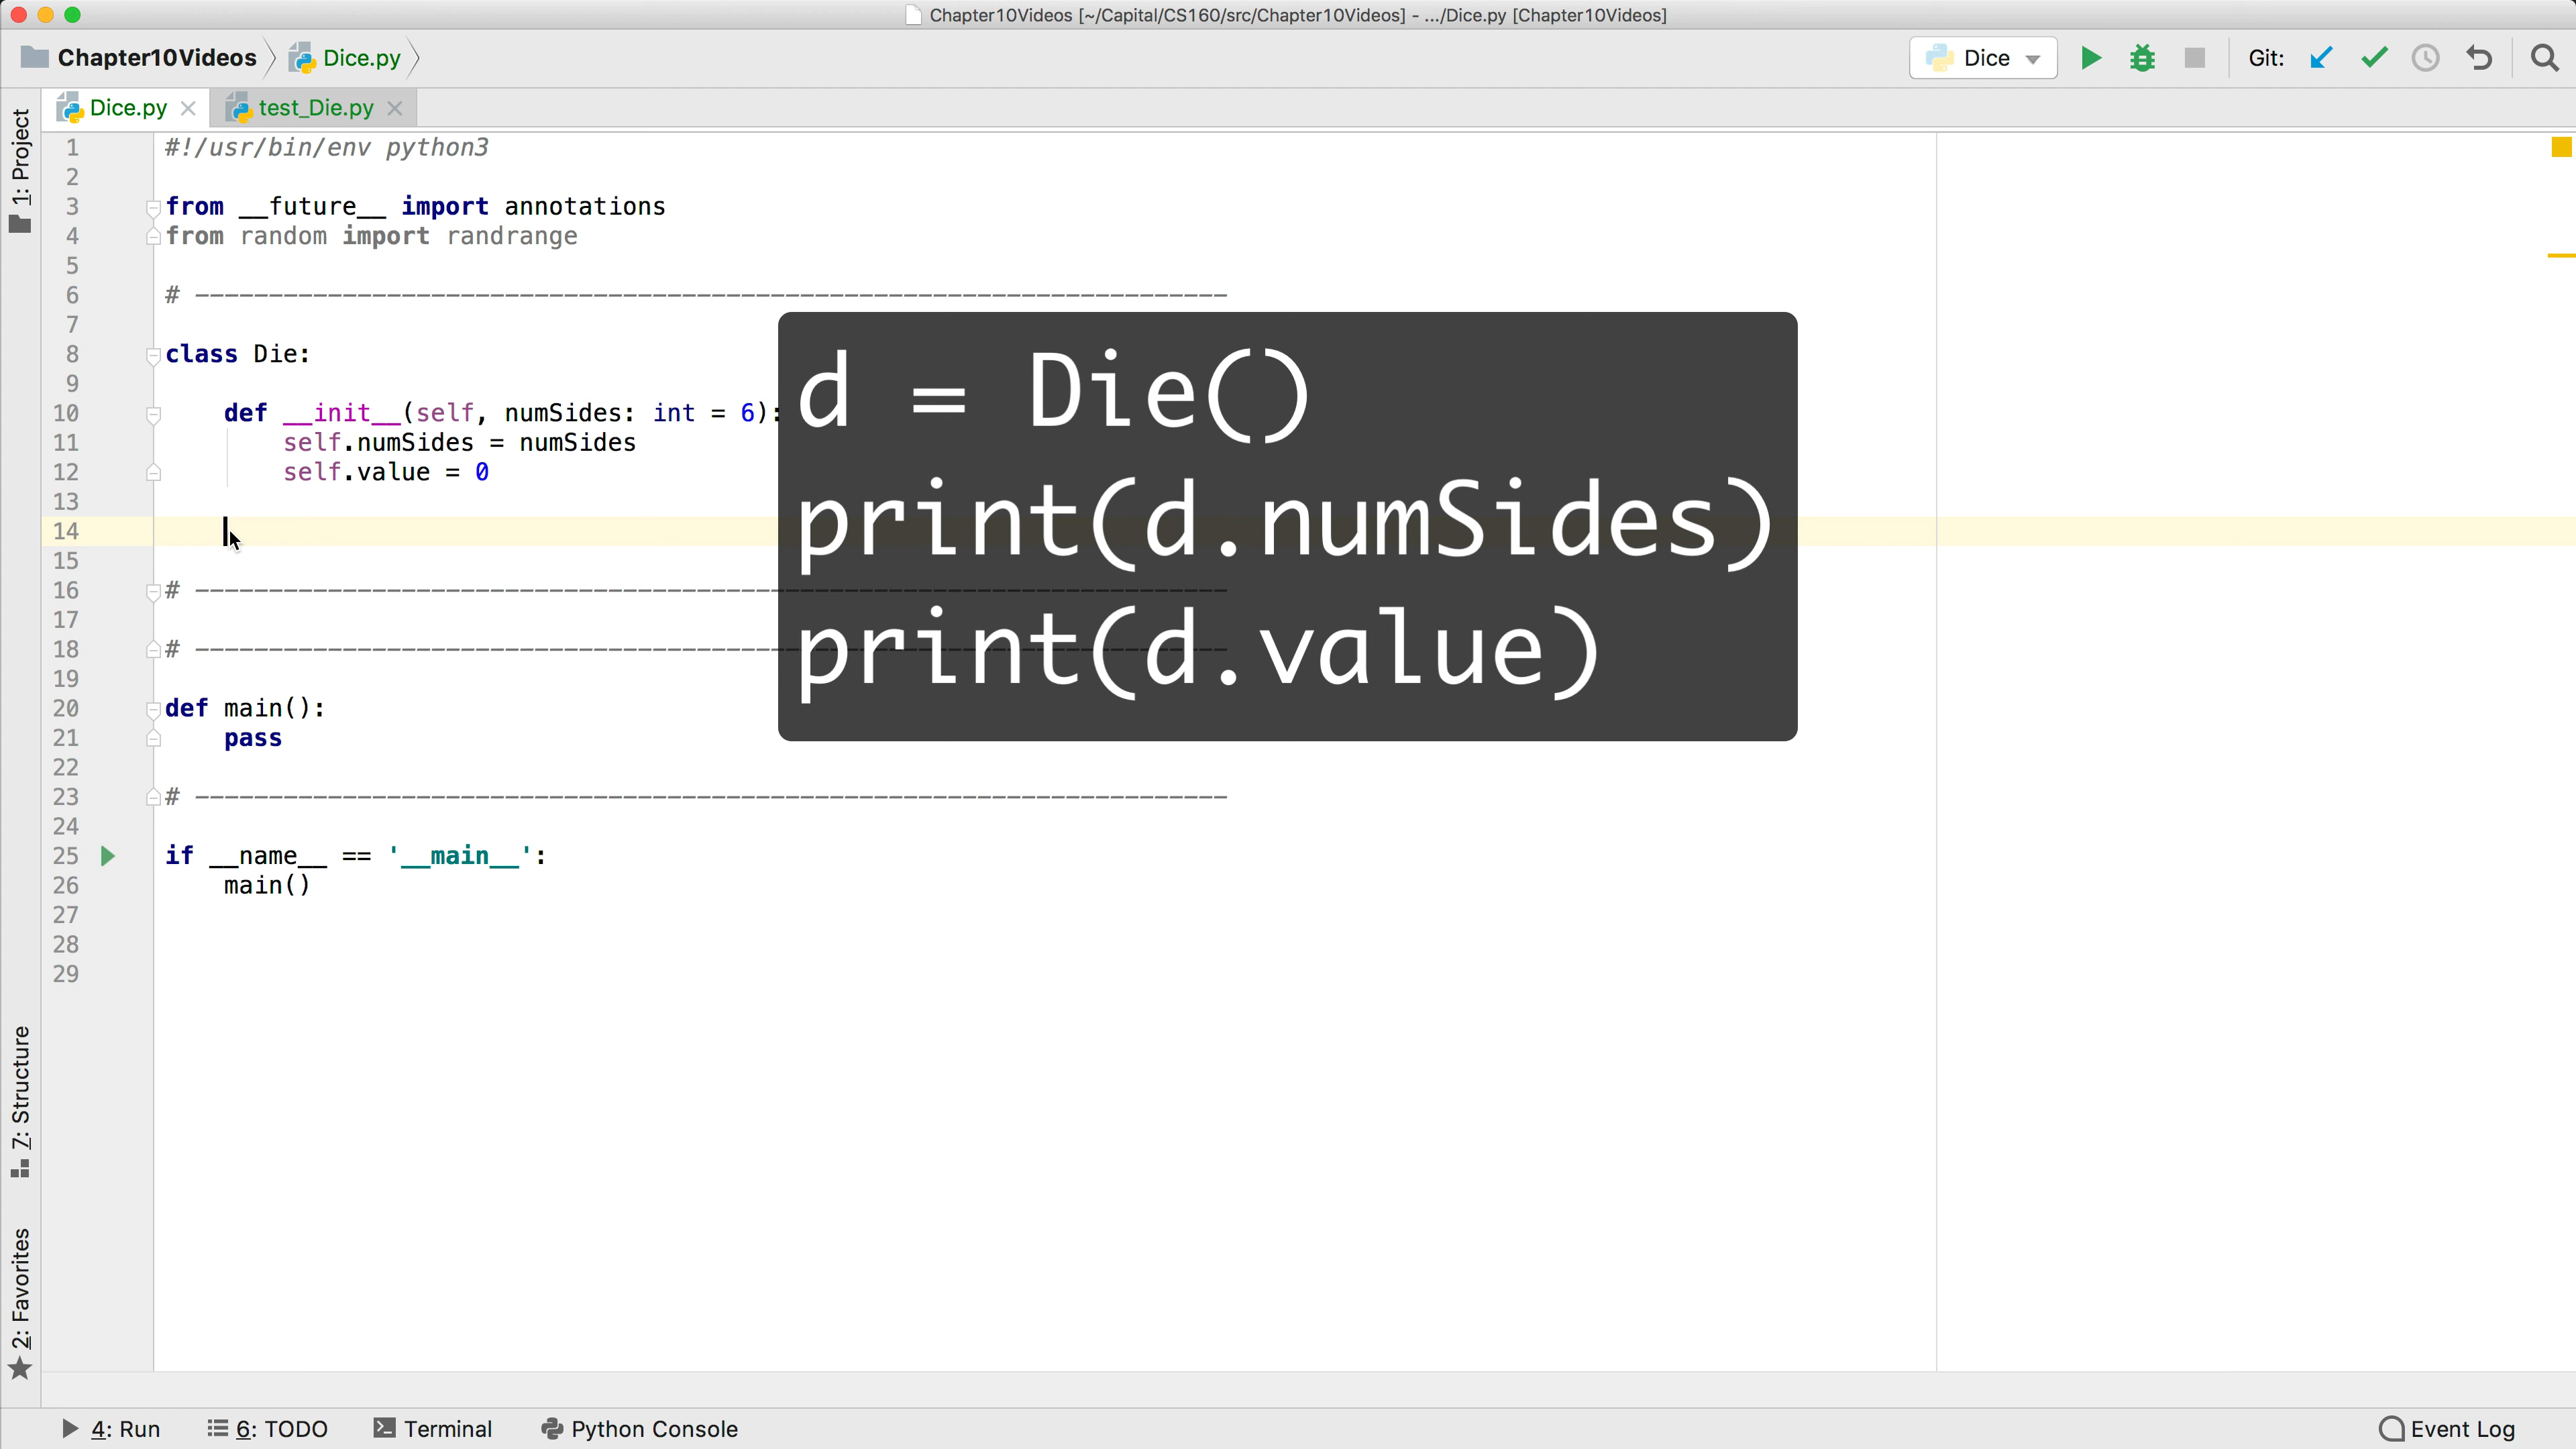 Chapter10Videos [~/Capital/CS160/src/Chapter10Videos] - .../Dice.py [Chapter10Videos]
Chapter10Videos Dice.py Dice Git:
Dice.py test_Die.py
1: Project
7: Structure
2: Favorites
1 #!/usr/bin/env python3
2
3 from __future__ import annotations
4 from random import randrange
5
6 # ----------------------------------------------------------------------
7
8 class Die:
9
10 def __init__(self, numSides: int = 6):
11 self.numSides = numSides
12 self.value = 0
13
14
15
16 # ----------------------------------------------------------------------
17
18 # ----------------------------------------------------------------------
19
20 def main():
21 pass
22
23 # ----------------------------------------------------------------------
24
25 if __name__ == '__main__':
26 main()
27
28
29
d = Die()
print(d.numSides)
print(d.value)
4: Run 6: TODO Terminal Python Console Event Log